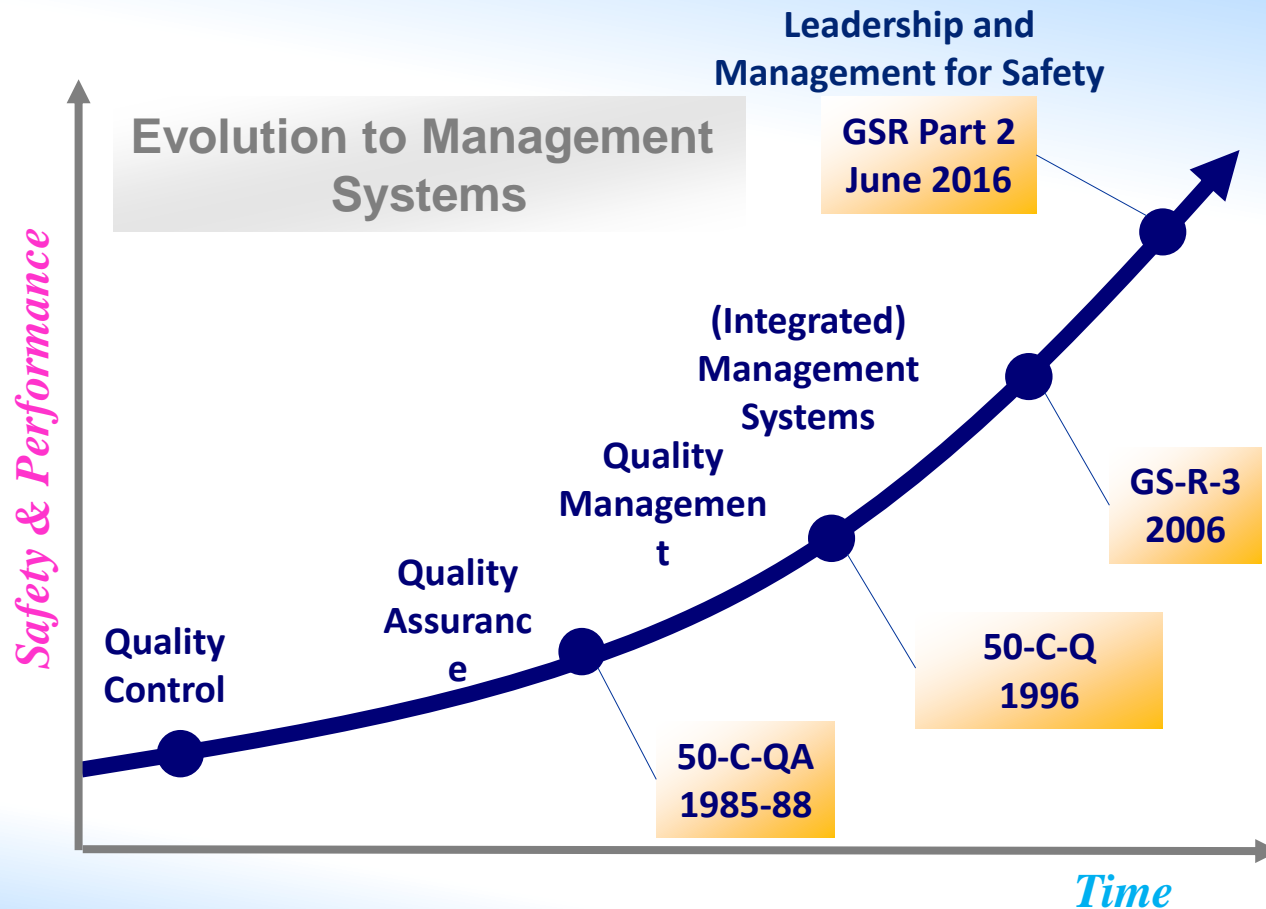 Leadership and
Management for Safety
Evolution to Management
Systems
GSR Part 2
June 2016
Safety & Performance
(Integrated)
Management
Systems
Quality
Managemen
t
GS-R-3
2006
Quality
Assuranc
e
Quality
Control
50-C-Q
1996
50-C-QA
1985-88
Time